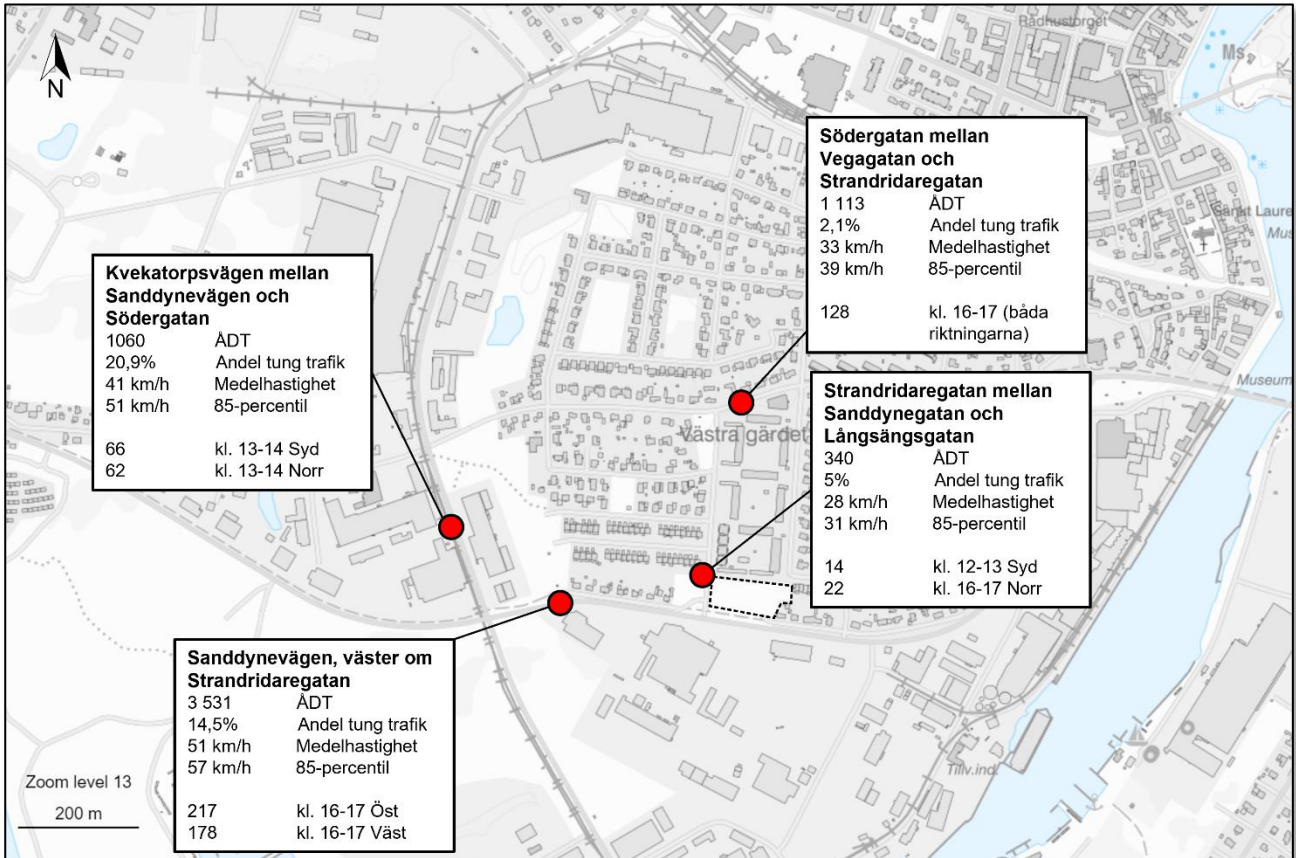 Rådhustorget
N
Ms
Ms
Södergatan mellan
Vegagatan och
Strandridaregatan
1 113 ÅDT
2,1% Andel tung trafik
33 km/h Medelhastighet
39 km/h 85-percentil
128 kl. 16-17 (båda
riktningarna)
Sankt Laure
Mus
Kvekatorpsvägen mellan
Sanddynevägen och
Södergatan
1060 ÅDT
20,9% Andel tung trafik
41 km/h Medelhastighet
51 km/h 85-percentil
66 kl. 13-14 Syd
62 kl. 13-14 Norr
Museum
Västra gärdet
Strandridaregatan mellan
Sanddynegatan och
Långsängsgatan
340 ÅDT
5% Andel tung trafik
28 km/h Medelhastighet
31 km/h 85-percentil
14 kl. 12-13 Syd
22 kl. 16-17 Norr
Sanddynevägen, väster om
Strandridaregatan
3 531 ÅDT
14,5% Andel tung trafik
51 km/h Medelhastighet
57 km/h 85-percentil
217 kl. 16-17 Öst
178 kl. 16-17 Väst
Tillv.ind.
Zoom level 13
200 m